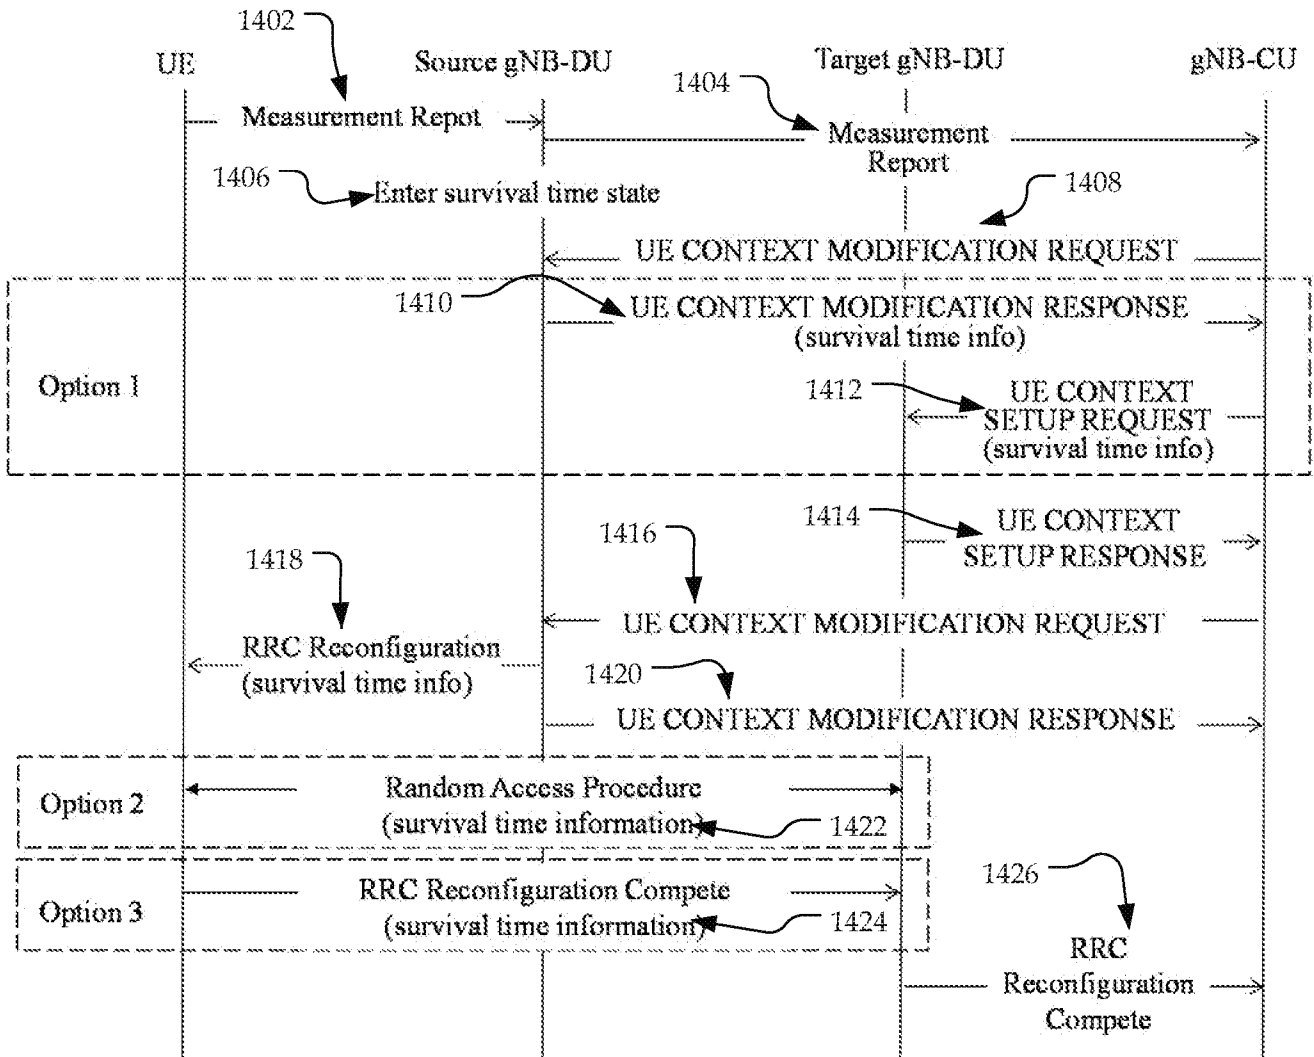 1402
UE
Source gNB-DU
Target gNB-DU
gNB-CU
1404
Measurement Repot
Measurement
Report
1406
Enter survival time state
1408
UE CONTEXT MODIFICATION REQUEST
1410
UE CONTEXT MODIFICATION RESPONSE
(survival time info)
Option 1
1412
UE CONTEXT
SETUP REQUEST
(survival time info)
1414
UE CONTEXT
SETUP RESPONSE
1416
1418
UE CONTEXT MODIFICATION REQUEST
RRC Reconfiguration
(survival time info)
1420
UE CONTEXT MODIFICATION RESPONSE
Option 2
Random Access Procedure
(survival time information)
1422
Option 3
RRC Reconfiguration Compete
(survival time information)
1424
1426
RRC
Reconfiguration
Compete